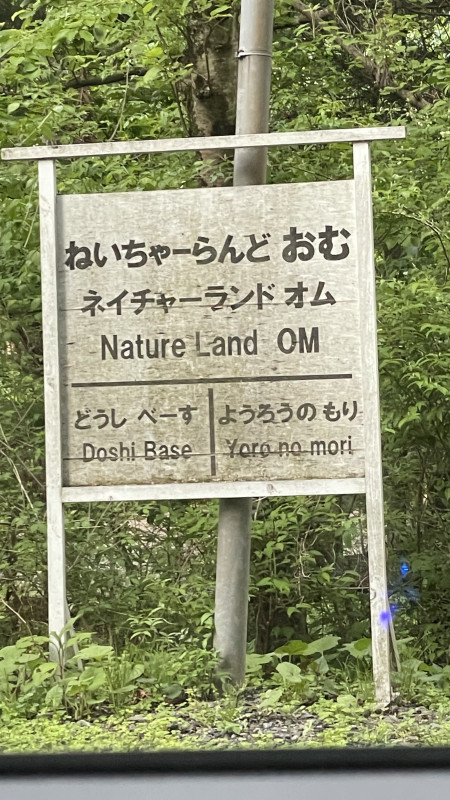 ねいちゃーらんど おむ
ネイチャーランド オム
Nature Land OM
どうし べーす
Doshi Base
ようろうの もり
Yoro no mori